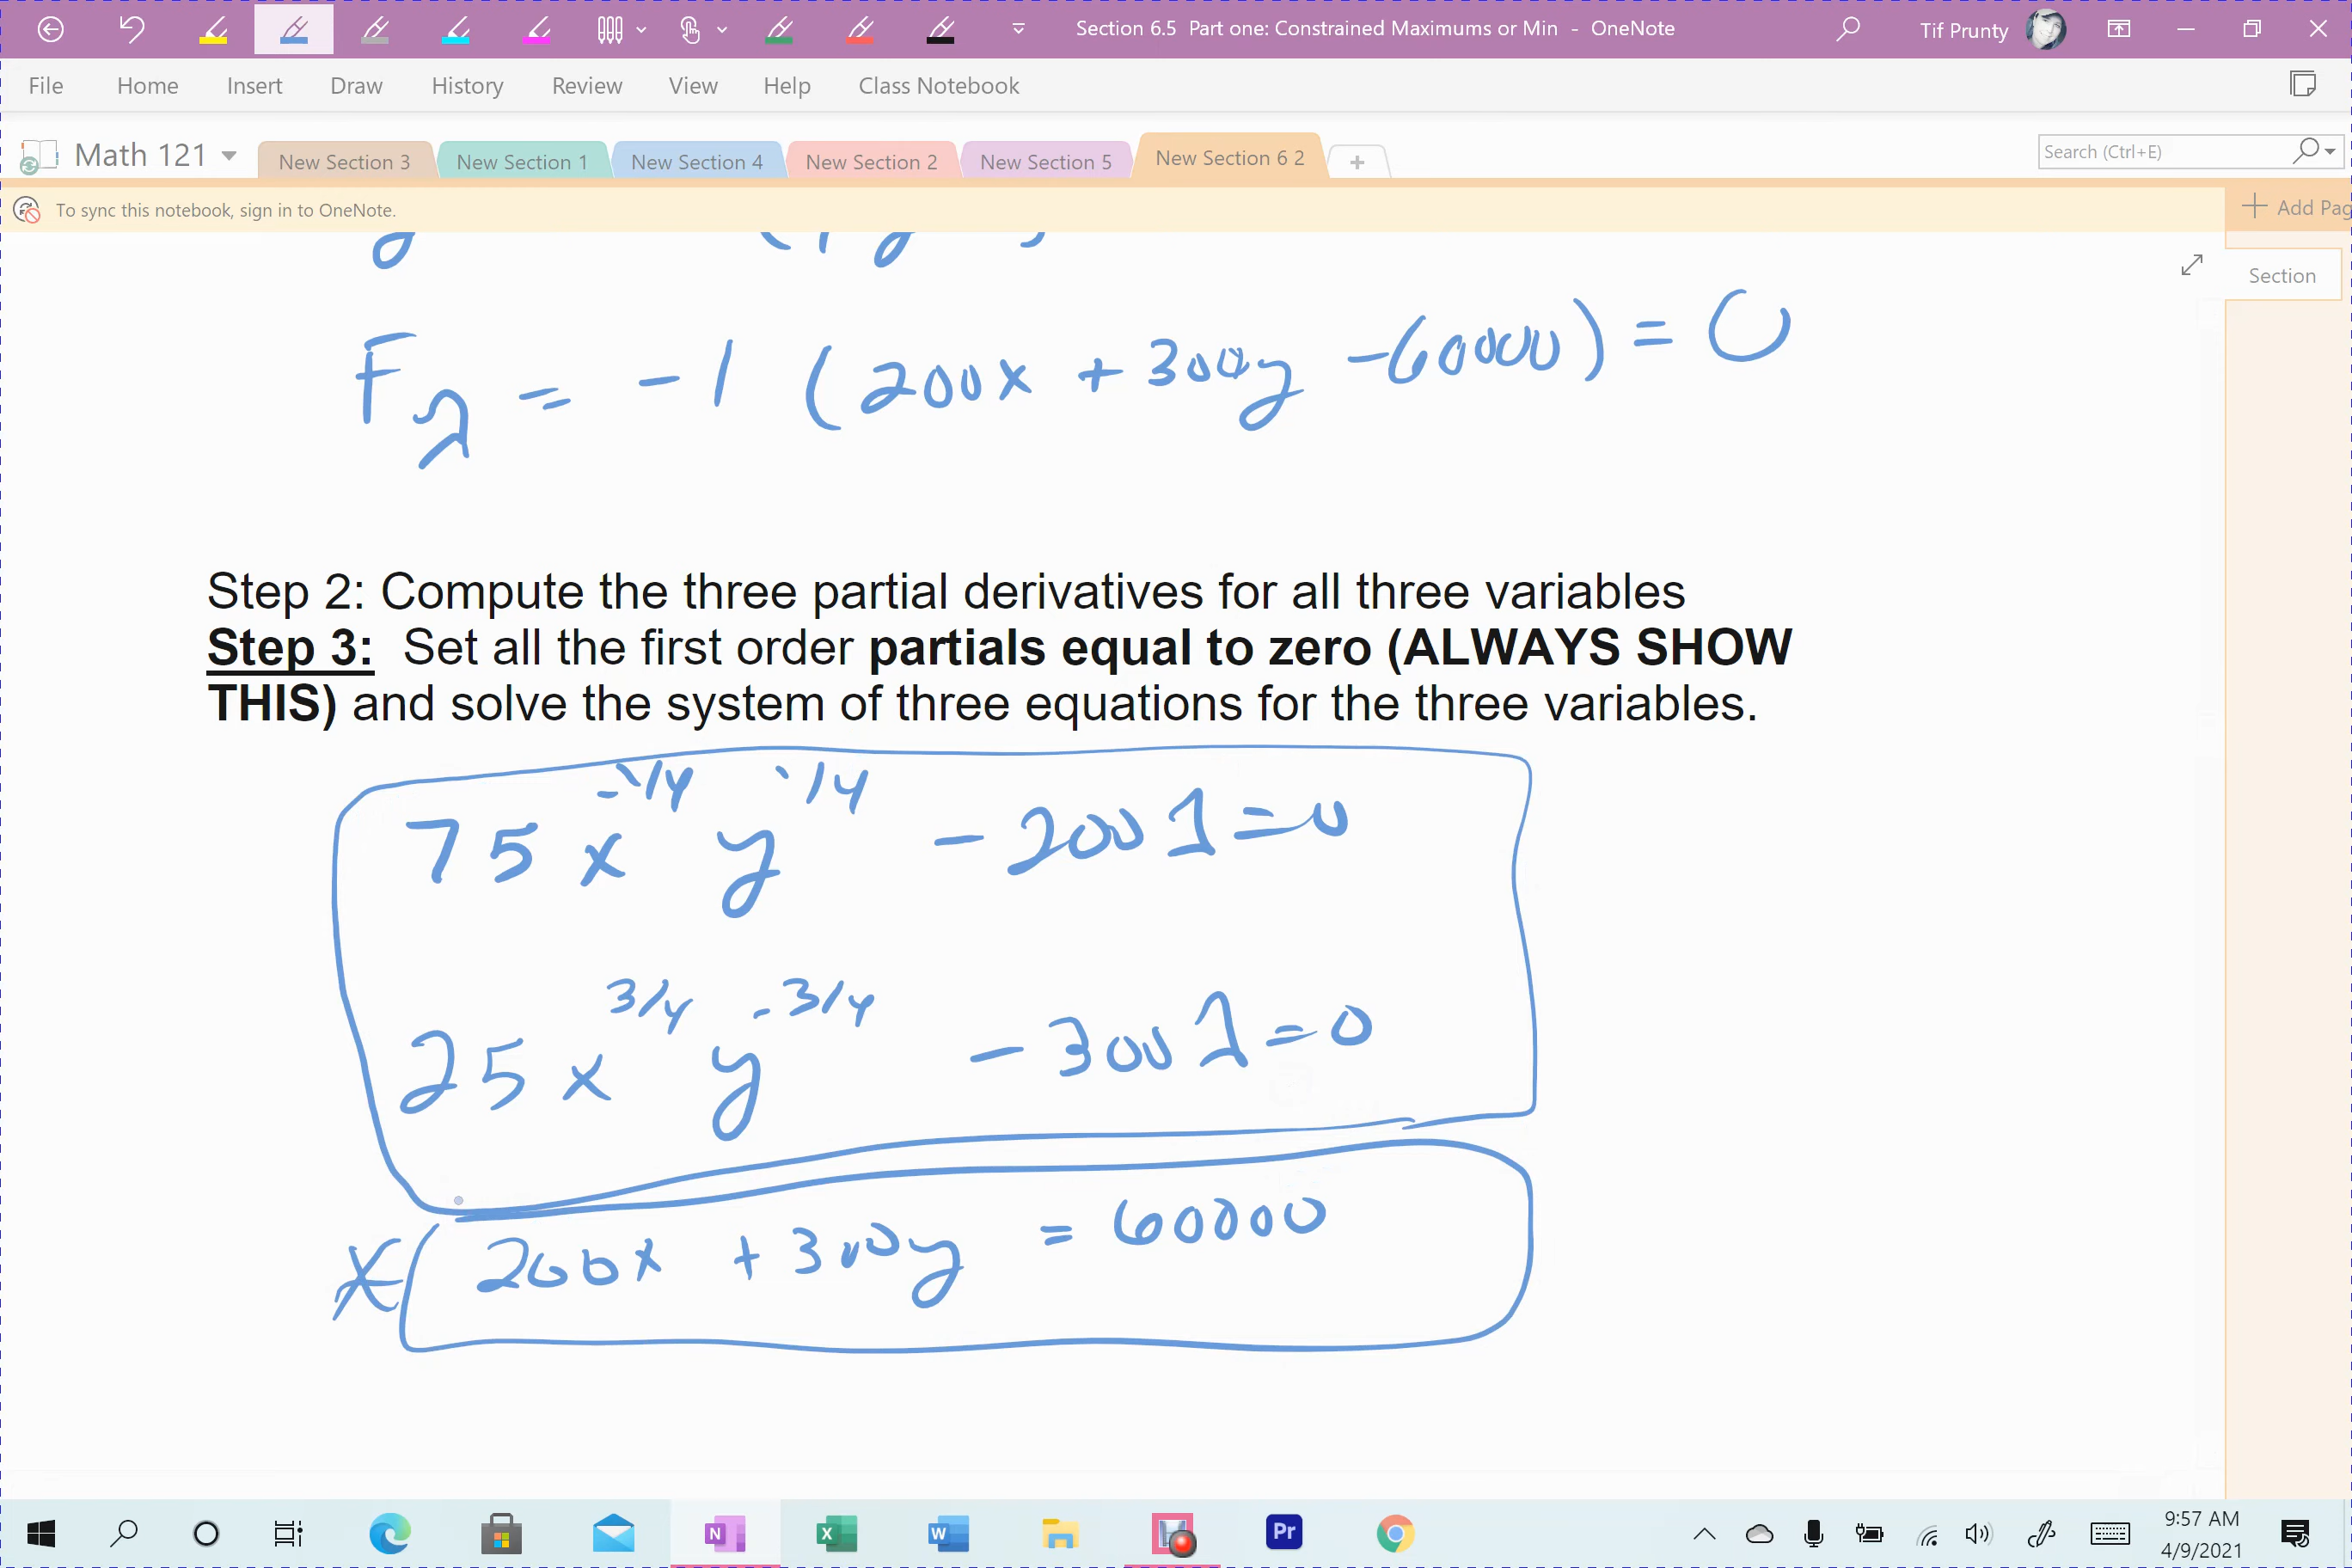 Section 6.5 Part one: Constrained Maximums or Min - OneNote
Tif Prunty
File Home Insert Draw History Review View Help Class Notebook
Math 121
New Section 3 New Section 1 New Section 4 New Section 2 New Section 5 New Section 6 2 +
Search (Ctrl+E)
To sync this notebook, sign in to OneNote.
+ Add Pag
Section
F_λ = -1 (200x + 300y - 60000) = 0
Step 2: Compute the three partial derivatives for all three variables
Step 3: Set all the first order partials equal to zero (ALWAYS SHOW
THIS) and solve the system of three equations for the three variables.
75 x^-1/4 y^1/4 - 200λ = 0
25 x^3/4 y^-3/4 - 300λ = 0
* 200x + 300y = 60000
N X W Pr
9:57 AM
4/9/2021